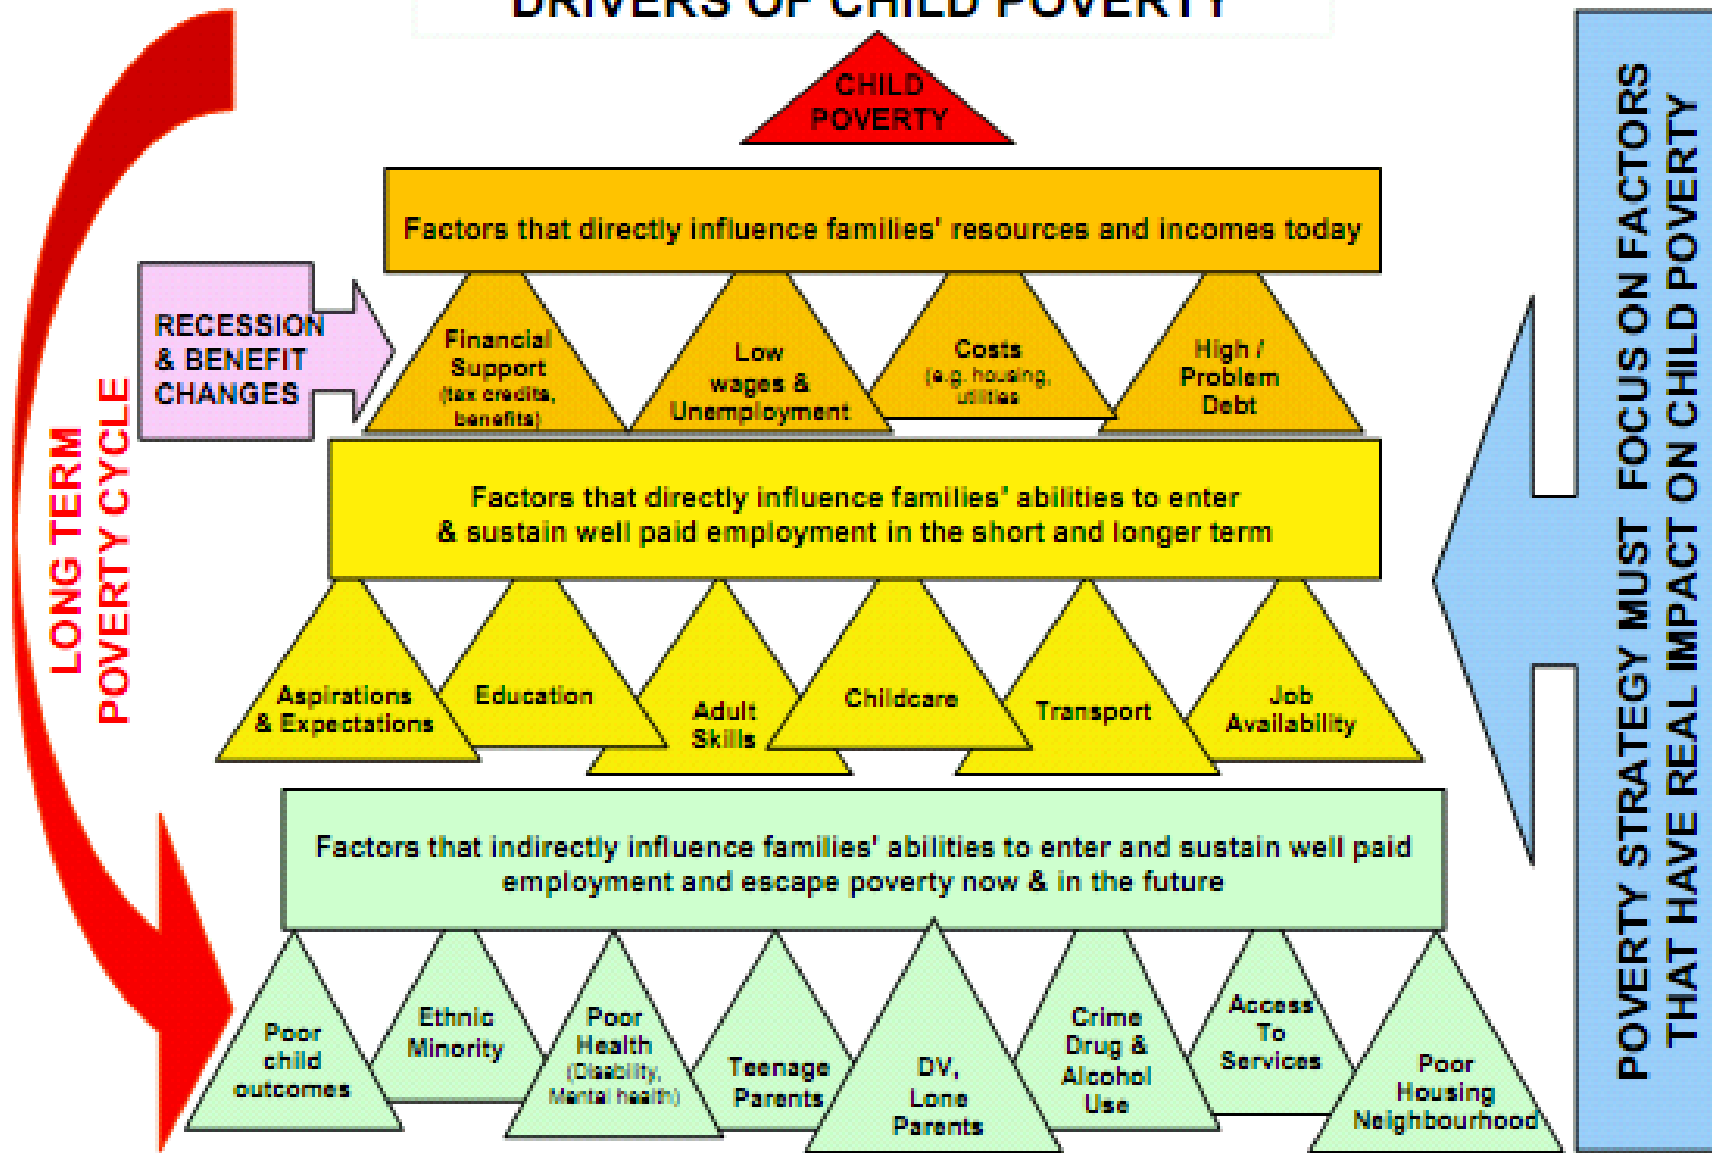 DRIVERS OF CHILD POVERTY
CHILD
POVERTY
Factors that directly influence families' resources and incomes today
RECESSION
& BENEFIT
CHANGES
Financial
Support
(tax credits,
benefits)
Low
wages &
Unemployment
Costs
(e.g. housing,
utilities
High /
Problem
Debt
LONG TERM
POVERTY CYCLE
Factors that directly influence families' abilities to enter
& sustain well paid employment in the short and longer term
Aspirations
& Expectations
Education
Adult
Skills
Childcare
Transport
Job
Availability
Factors that indirectly influence families' abilities to enter and sustain well paid
employment and escape poverty now & in the future
Poor
child
outcomes
Ethnic
Minority
Poor
Health
(Disability,
Mental health)
Teenage
Parents
DV,
Lone
Parents
Crime
Drug &
Alcohol
Use
Access
To
Services
Poor
Housing
Neighbourhood
POVERTY STRATEGY MUST FOCUS ON FACTORS
THAT HAVE REAL IMPACT ON CHILD POVERTY